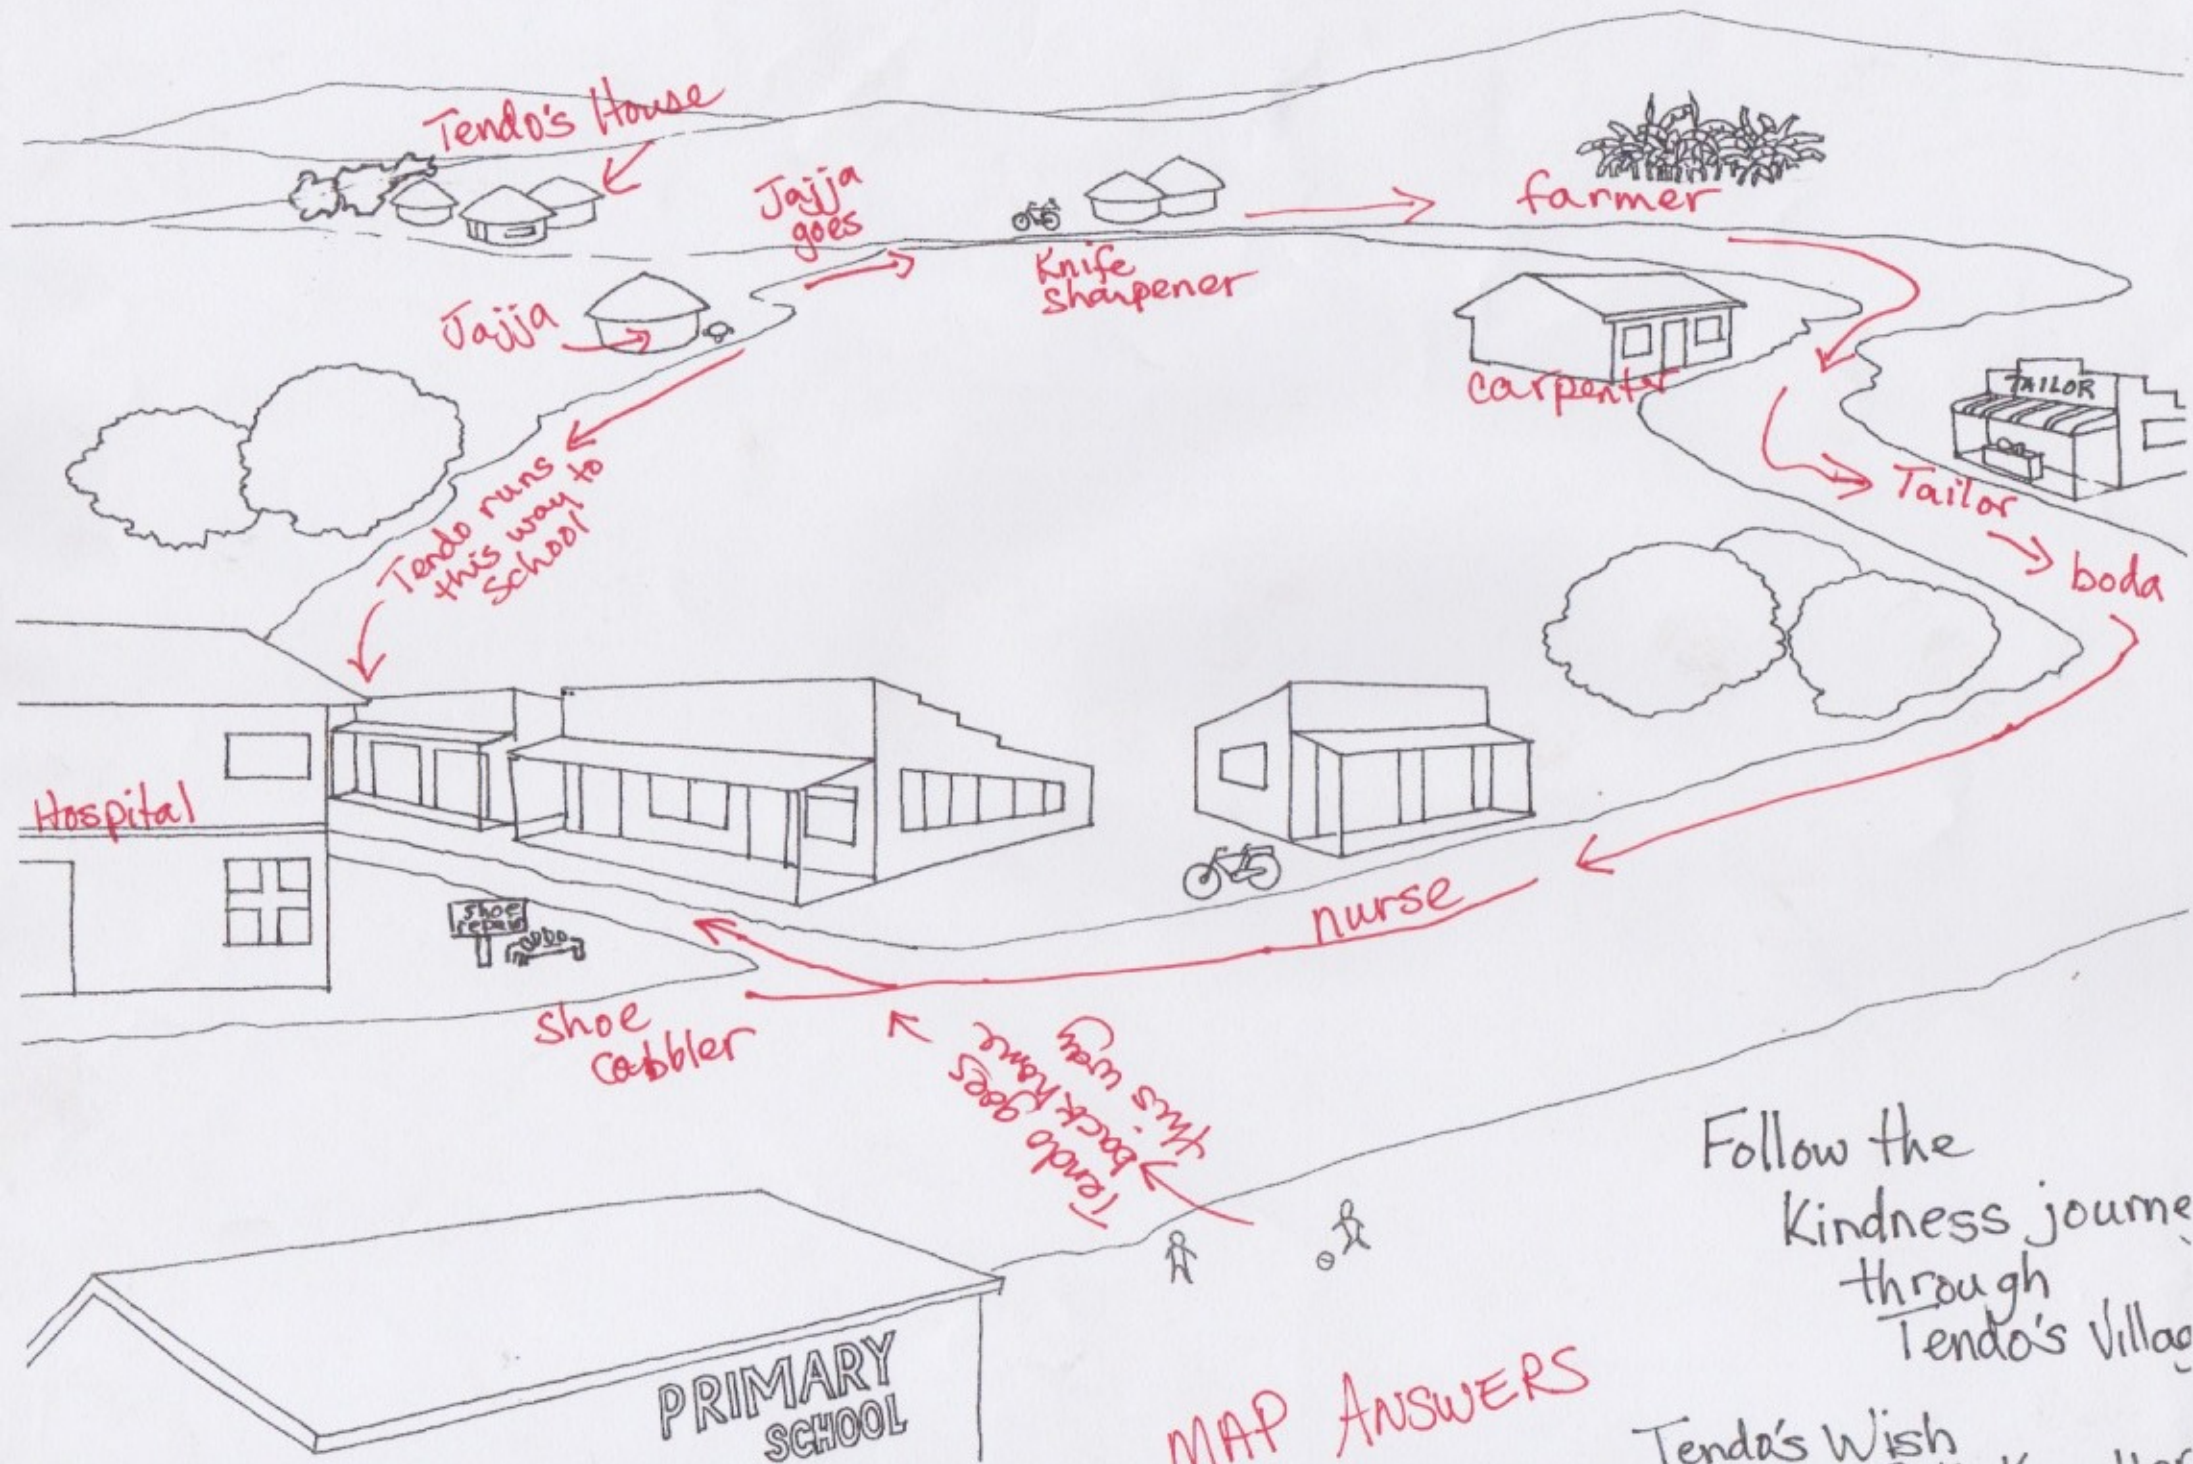 Tendo's House
Jajja
goes
farmer
Knife
sharpener
Jajja
carpenter
TAILOR
Tailor
boda
Tendo runs
this way to
school
Hospital
nurse
shoe
repair
shoe
cobbler
Tendo goes
back home
this way
Follow the
Kindness journe
through
Tendo's Villag
PRIMARY
SCHOOL
MAP ANSWERS
Tendo's Wish